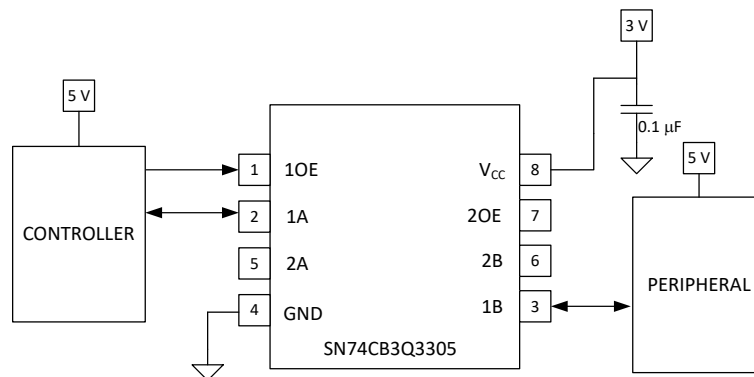 3 V
5 V
0.1 μF
5 V
1 1OE
V_CC 8
2 1A
2OE 7
CONTROLLER
5 2A
2B 6
PERIPHERAL
4 GND
1B 3
SN74CB3Q3305